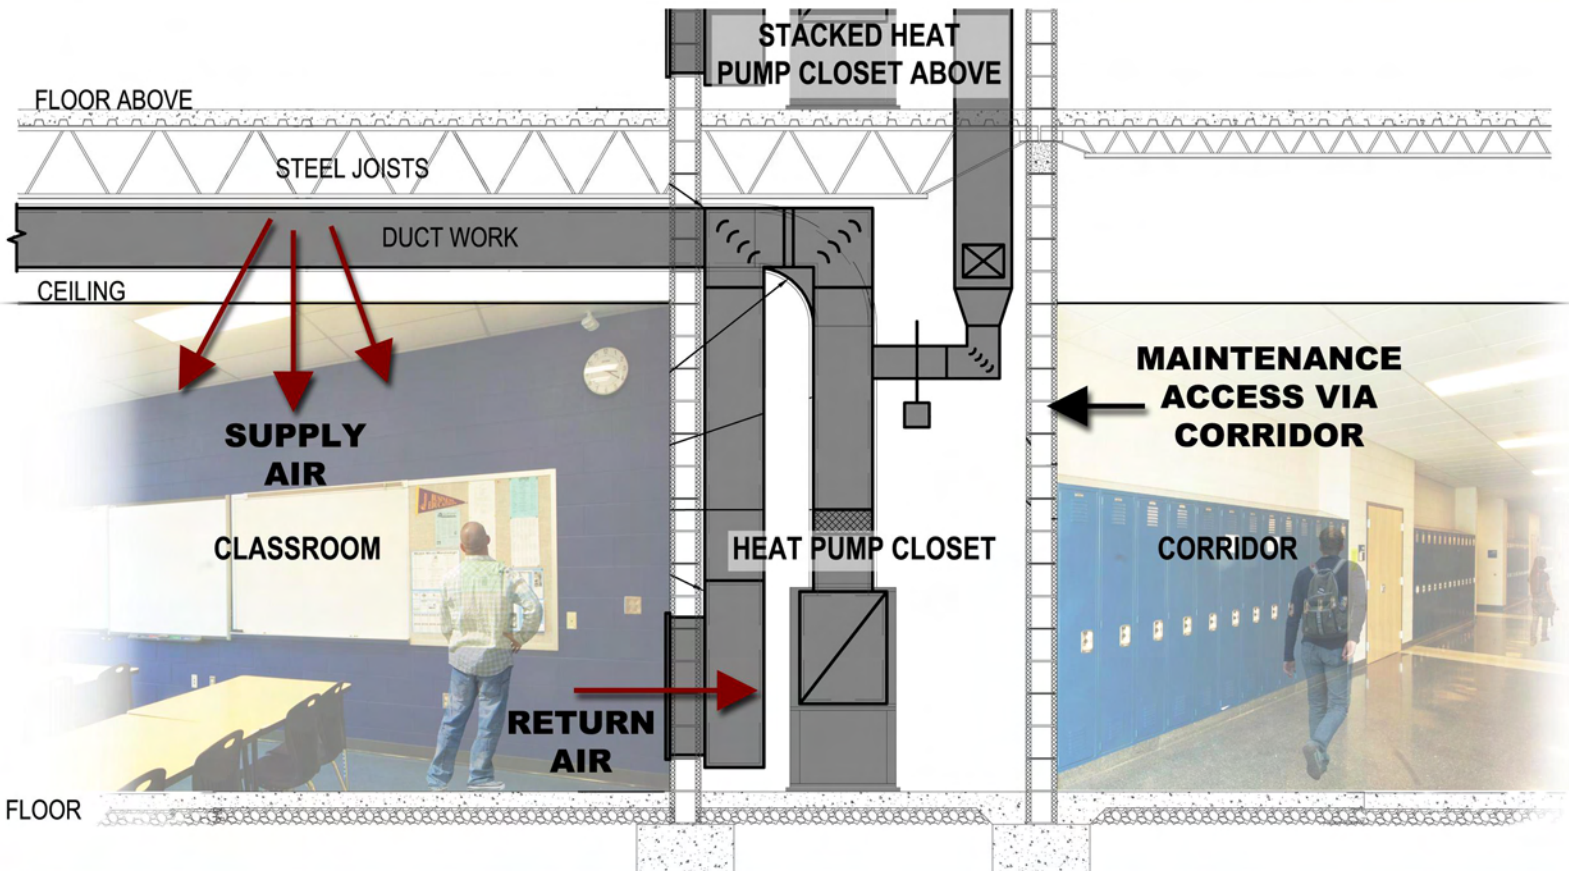 STACKED HEAT
PUMP CLOSET ABOVE
FLOOR ABOVE
STEEL JOISTS
DUCT WORK
CEILING
MAINTENANCE
ACCESS VIA
CORRIDOR
SUPPLY
AIR
CLASSROOM
HEAT PUMP CLOSET
CORRIDOR
RETURN
AIR
FLOOR